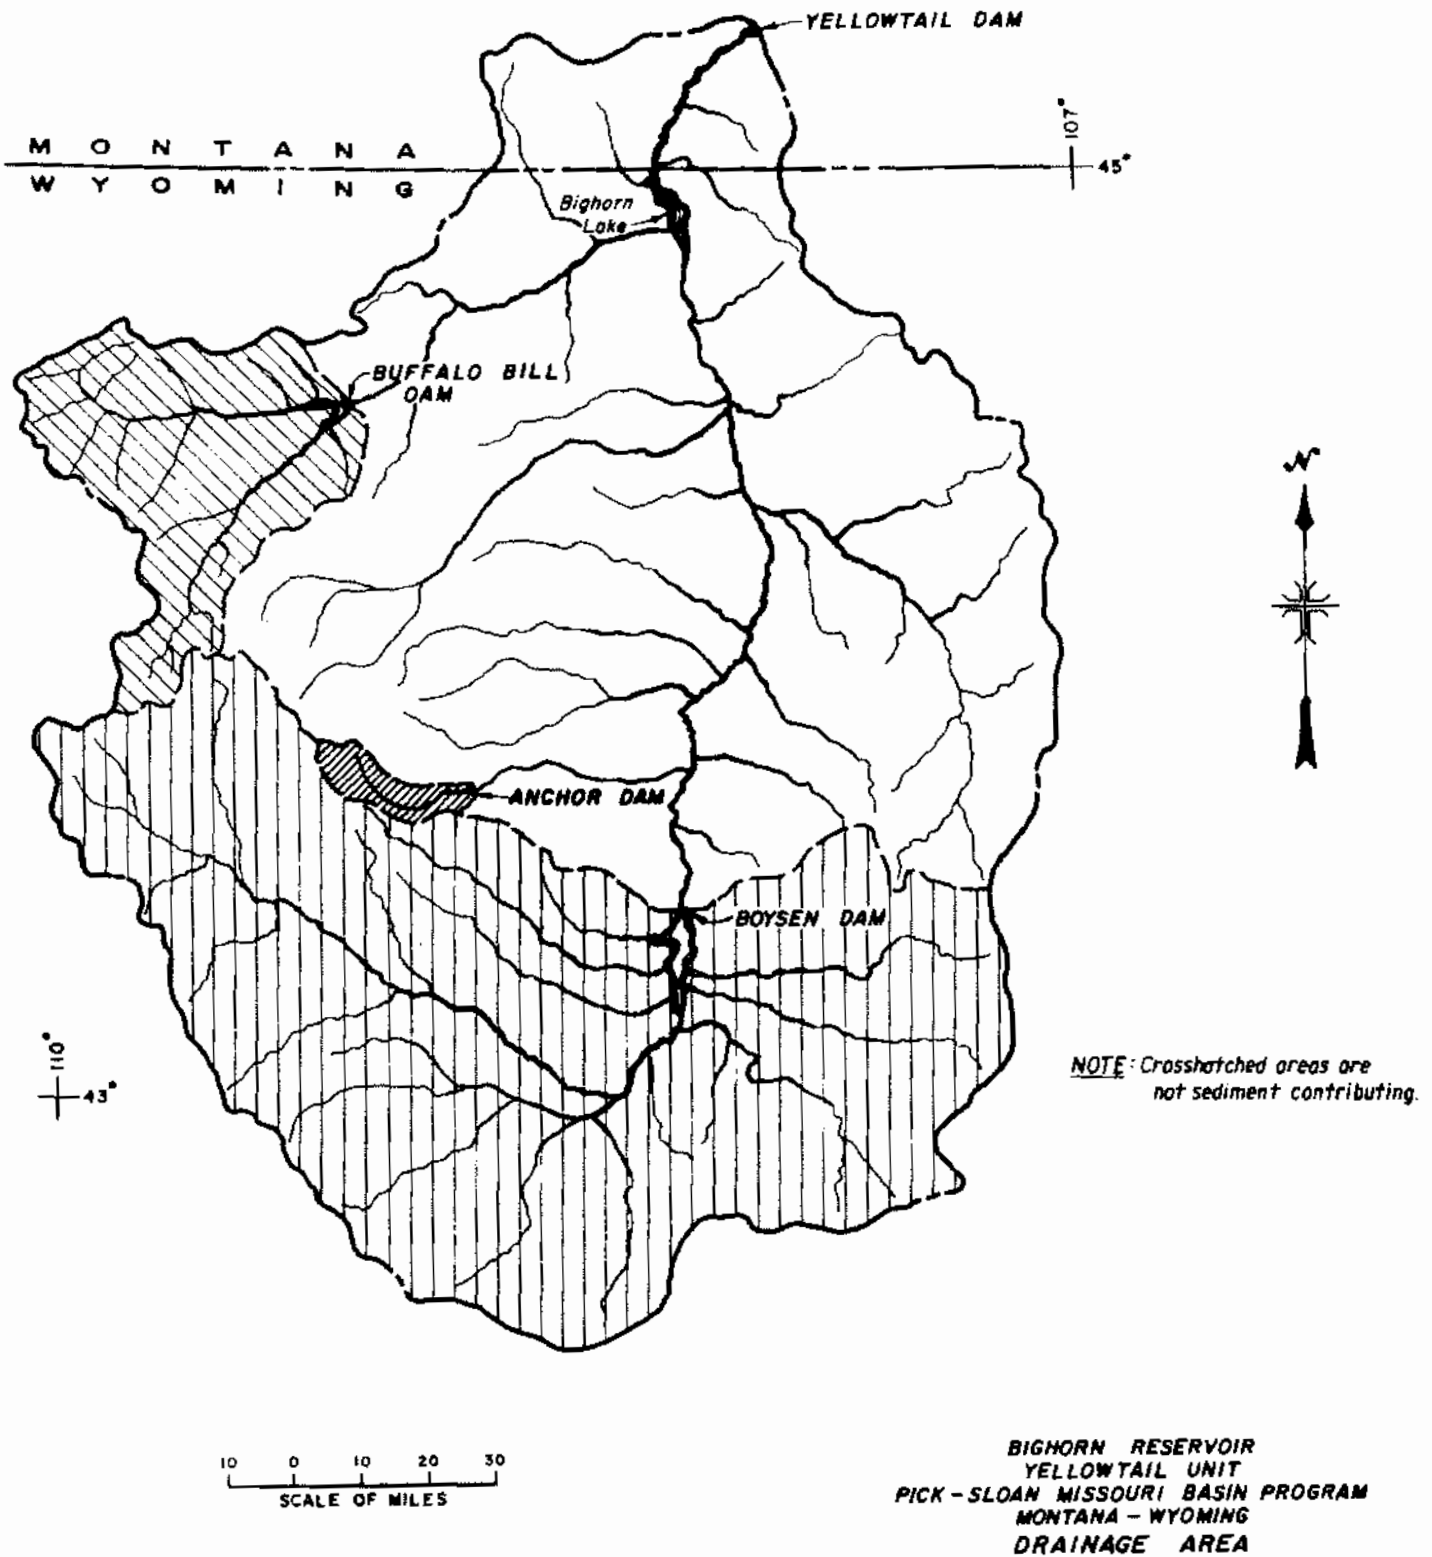 YELLOWTAIL DAM
107°
MONTANA
45°
WYOMING
Bighorn
Lake
BUFFALO BILL
DAM
N
ANCHOR DAM
BOYSEN DAM
110°
43°
NOTE: Crosshatched areas are
not sediment contributing.
10 0 10 20 30
SCALE OF MILES
BIGHORN RESERVOIR
YELLOWTAIL UNIT
PICK-SLOAN MISSOURI BASIN PROGRAM
MONTANA - WYOMING
DRAINAGE AREA